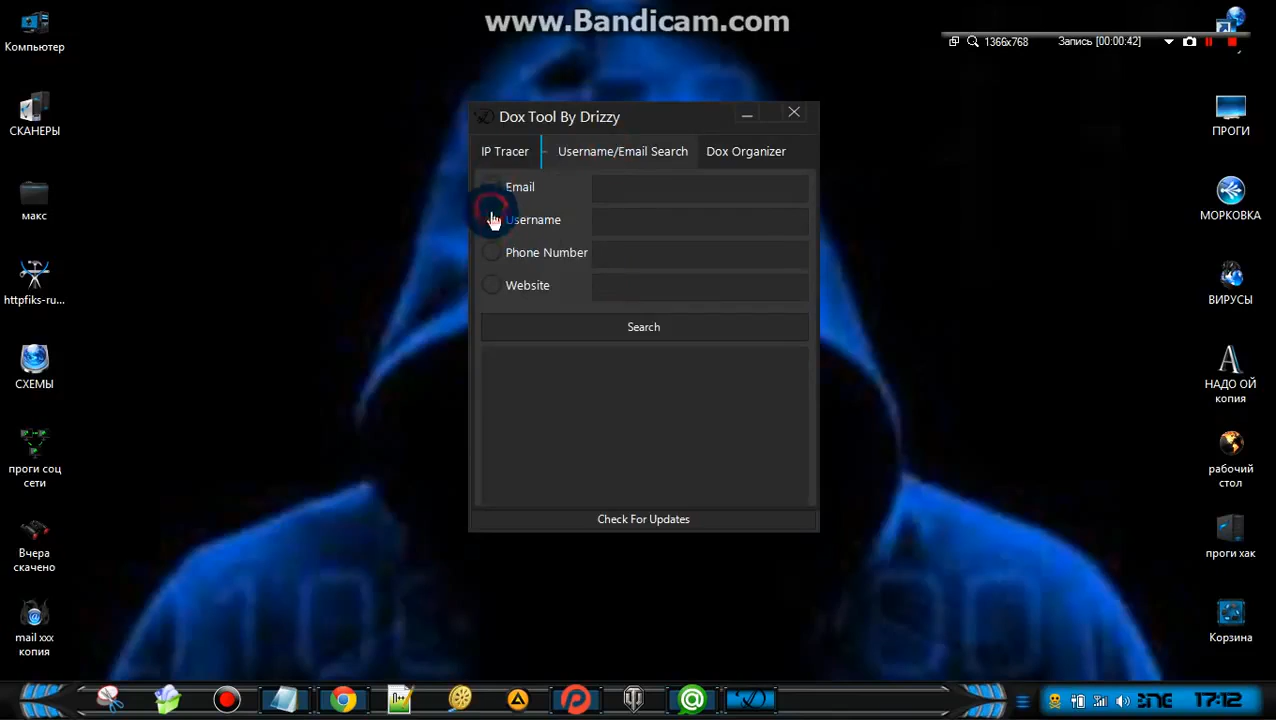 www.Bandicam.com
1366x768
Запись [00:00:42]
Компьютер
СКАНЕРЫ
макс
httpfiks-ru...
СХЕМЫ
проги соц
сети
Вчера
скачено
mail xxx
копия
Dox Tool By Drizzy
IP Tracer
Username/Email Search
Dox Organizer
Email
Username
Phone Number
Website
Search
Check For Updates
ПРОГИ
МОРКОВКА
ВИРУСЫ
НАДО ОЙ
копия
рабочий
стол
проги хак
Корзина
17:12